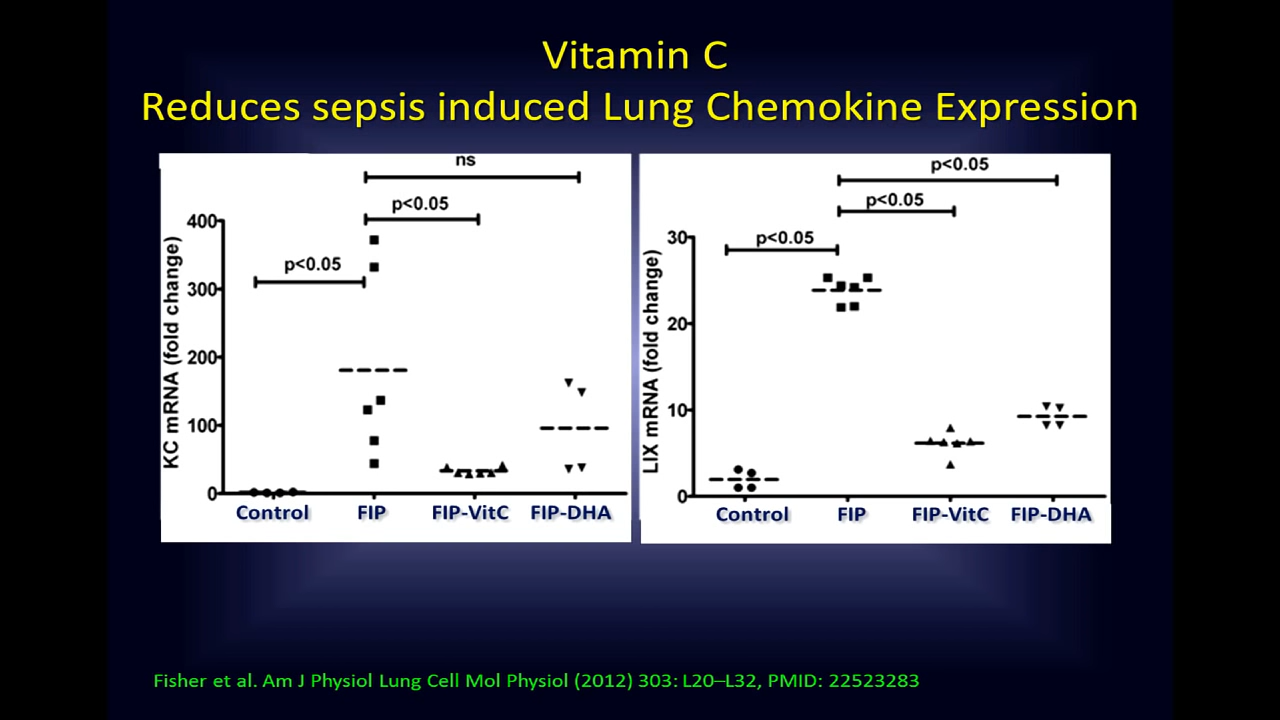 Vitamin C
Reduces sepsis induced Lung Chemokine Expression
ns
p<0.05
p<0.05
KC mRNA (fold change)
400
300
200
100
0
Control FIP FIP-VitC FIP-DHA
p<0.05
p<0.05
p<0.05
LIX mRNA (fold change)
30
20
10
0
Control FIP FIP-VitC FIP-DHA
Fisher et al. Am J Physiol Lung Cell Mol Physiol (2012) 303: L20–L32, PMID: 22523283